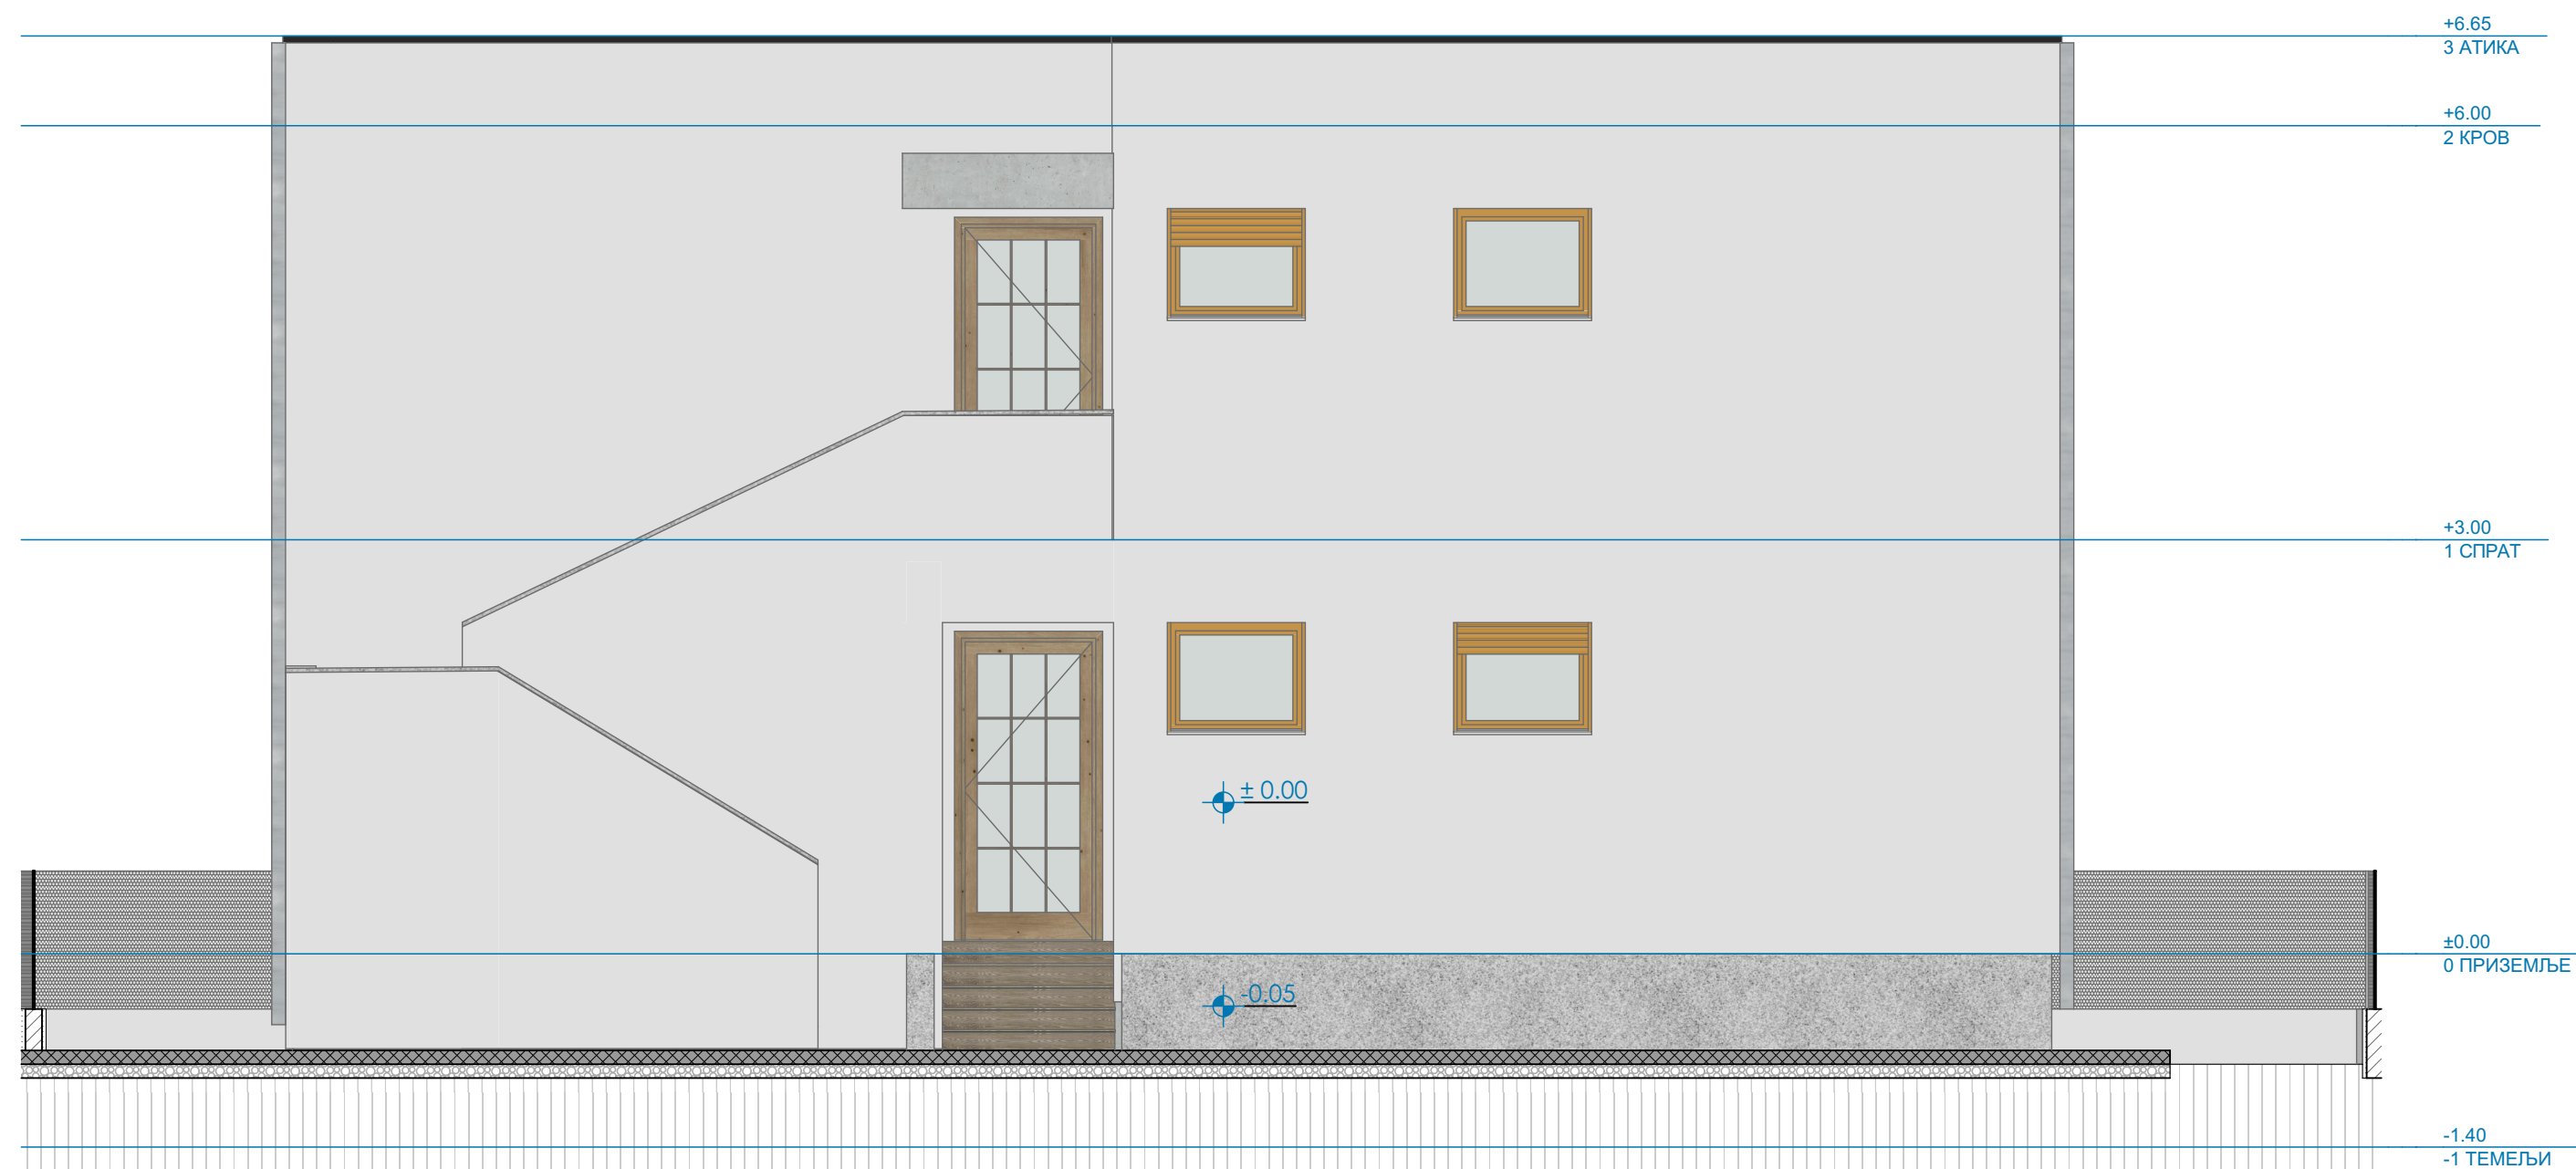 +6.65
3 АТИКА
+6.00
2 КРОВ
+3.00
1 СПРАТ
± 0.00
±0.00
0 ПРИЗЕМЉЕ
-0.05
-1.40
-1 ТЕМЕЉИ